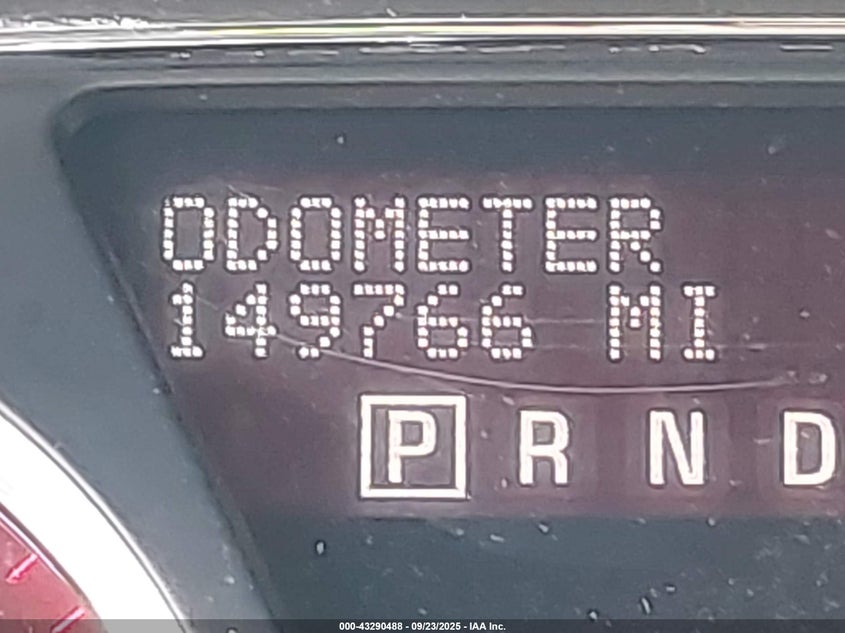 ODOMETER
149766 MI
P R N D
000-43290488 - 09/23/2025 - IAA Inc.